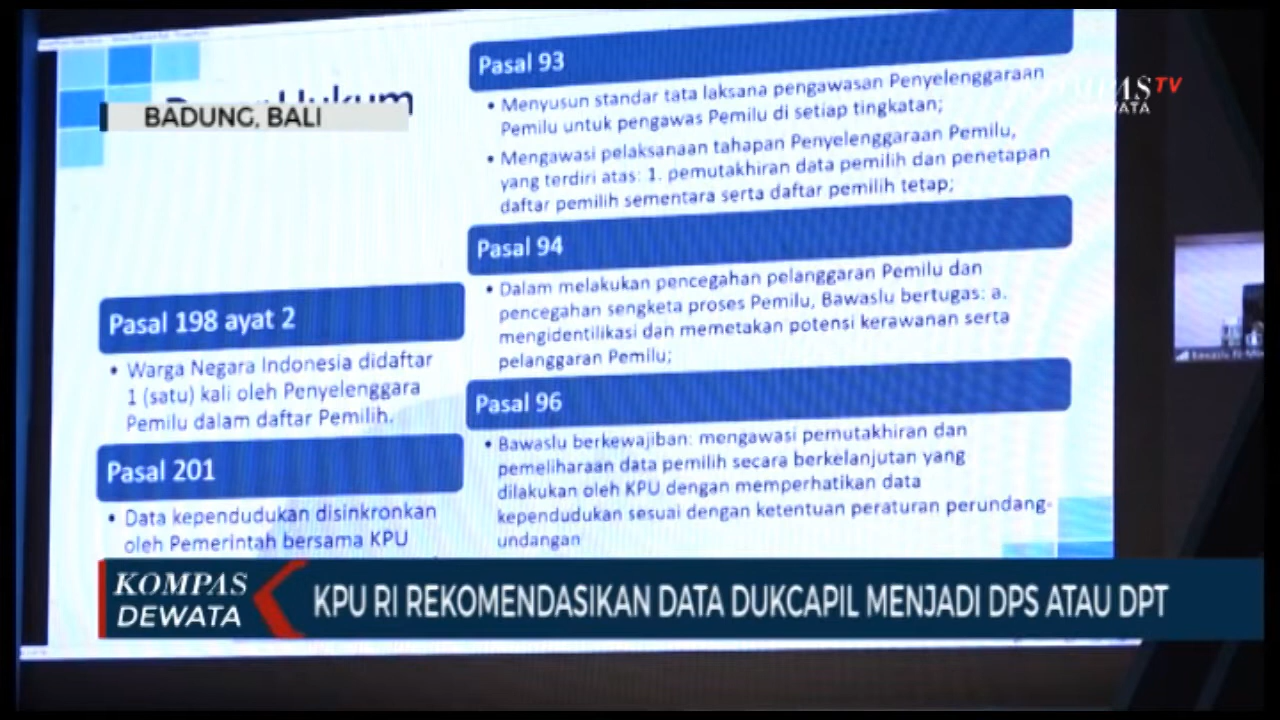 Hukum
BADUNG, BALI
Pasal 198 ayat 2
• Warga Negara Indonesia didaftar
1 (satu) kali oleh Penyelenggara
Pemilu dalam daftar Pemilih.
Pasal 201
• Data kependudukan disinkronkan
oleh Pemerintah bersama KPU
Pasal 93
• Menyusun standar tata laksana pengawasan Penyelenggaraan
Pemilu untuk pengawas Pemilu di setiap tingkatan;
• Mengawasi pelaksanaan tahapan Penyelenggaraan Pemilu,
yang terdiri atas: 1. pemutakhiran data pemilih dan penetapan
daftar pemilih sementara serta daftar pemilih tetap;
Pasal 94
• Dalam melakukan pencegahan pelanggaran Pemilu dan
pencegahan sengketa proses Pemilu, Bawaslu bertugas: a.
mengidentilikasi dan memetakan potensi kerawanan serta
pelanggaran Pemilu;
Pasal 96
• Bawaslu berkewajiban: mengawasi pemutakhiran dan
pemeliharaan data pemilih secara berkelanjutan yang
dilakukan oleh KPU dengan memperhatikan data
kependudukan sesuai dengan ketentuan peraturan perundang-
undangan
KOMPAS TV
KOMPAS
DEWATA
KPU RI REKOMENDASIKAN DATA DUKCAPIL MENJADI DPS ATAU DPT